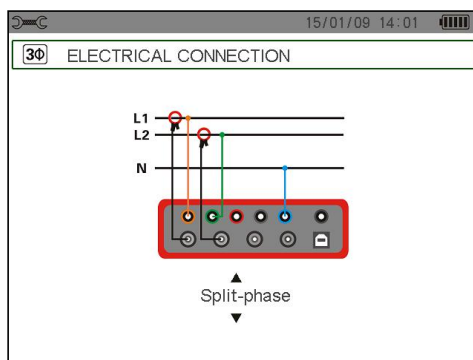 15/01/09 14:01
3Φ ELECTRICAL CONNECTION
L1
L2
N
Split-phase